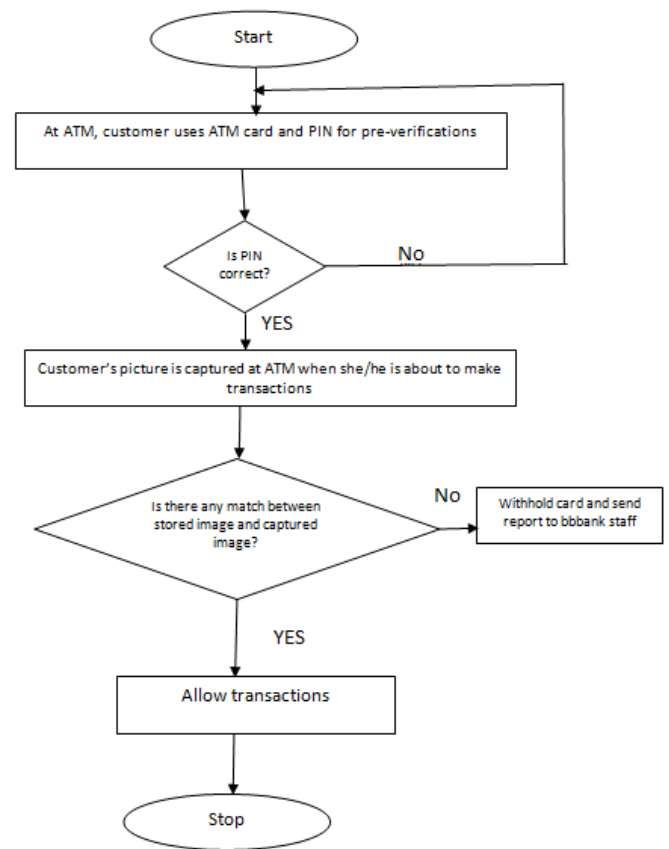 Start
At ATM, customer uses ATM card and PIN for pre-verifications
Is PIN
correct?
No
YES
Customer's picture is captured at ATM when she/he is about to make
transactions
Is there any match between
stored image and captured
image?
No
Withhold card and send
report to bbbank staff
YES
Allow transactions
Stop